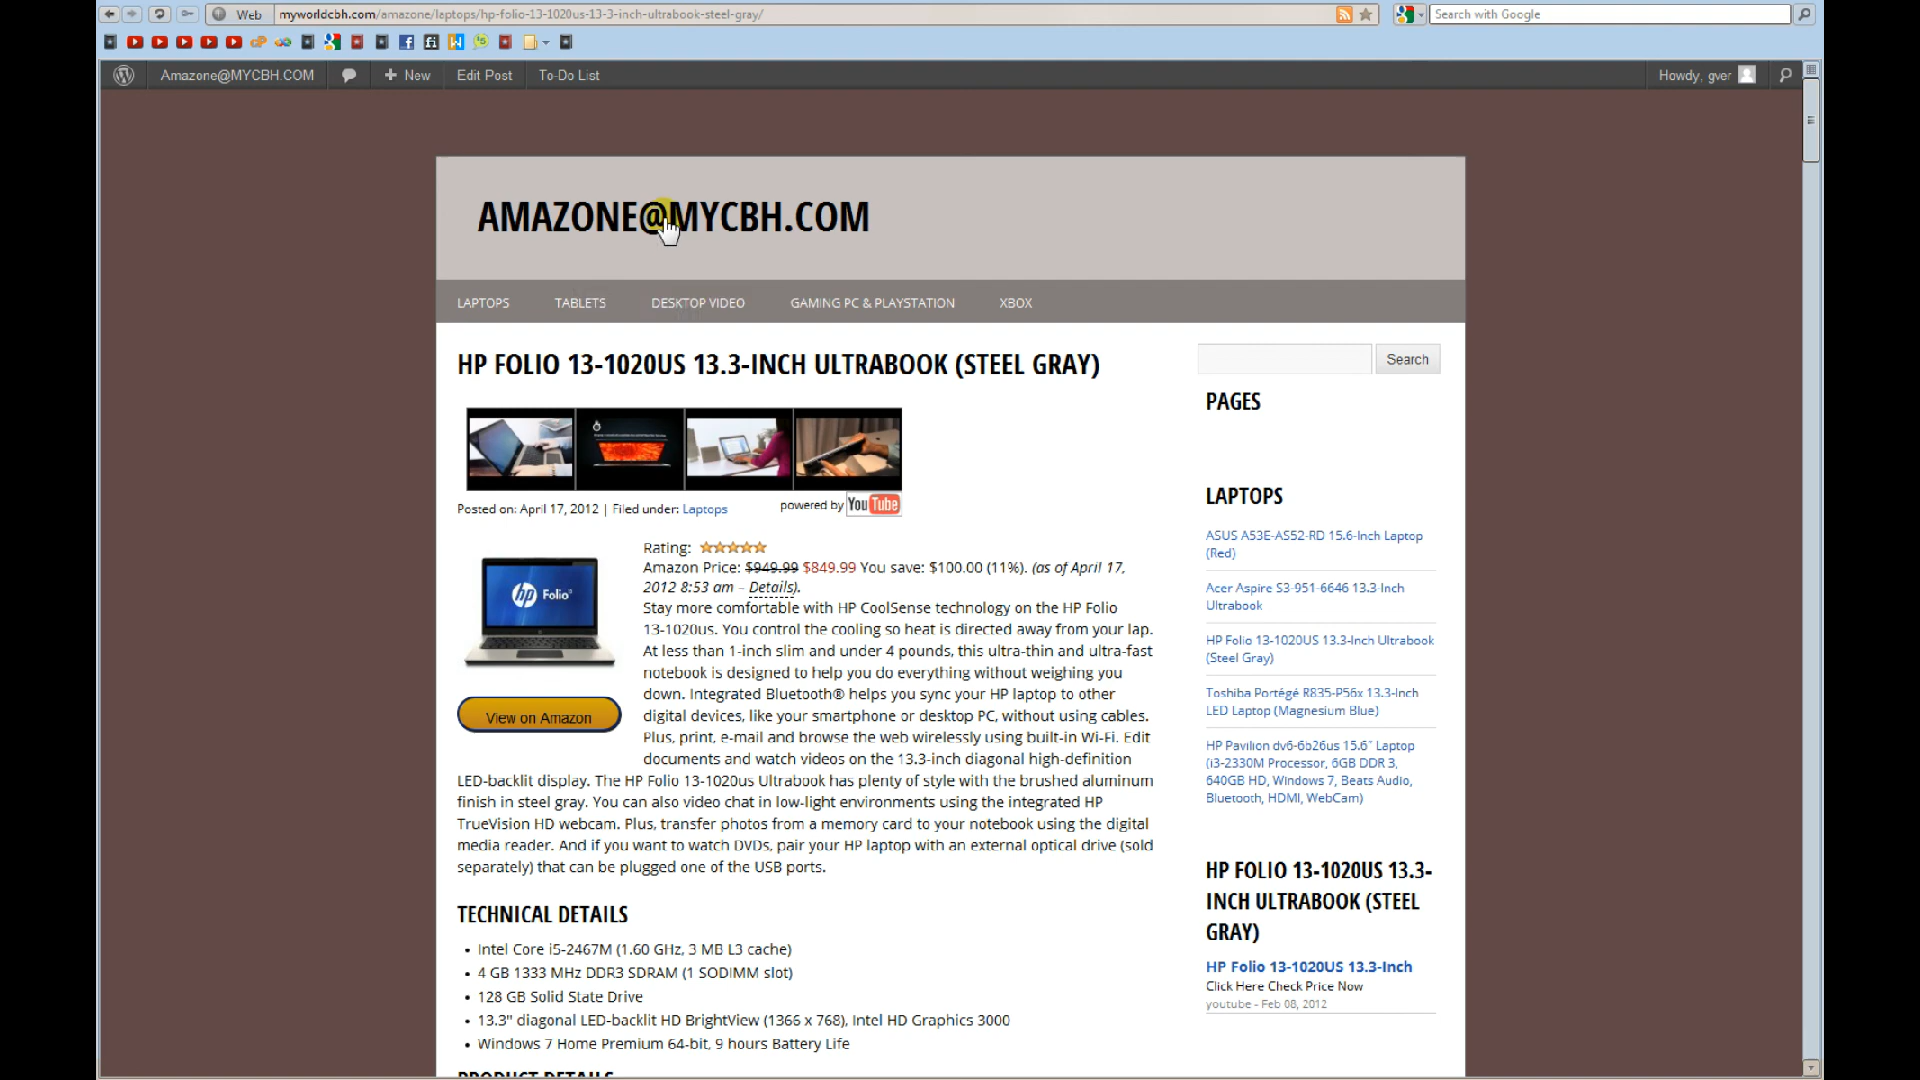 Web myworldcbh.com/amazone/laptops/hp-folio-13-1020us-13-3-inch-ultrabook-steel-gray/ Search with Google
Amazone@MYCBH.COM New Edit Post To-Do List Howdy, gver
AMAZONE@MYCBH.COM
LAPTOPS TABLETS DESKTOP VIDEO GAMING PC & PLAYSTATION XBOX
HP FOLIO 13-1020US 13.3-INCH ULTRABOOK (STEEL GRAY)
powered by YouTube
Posted on: April 17, 2012 | Filed under: Laptops
hp Folio
View on Amazon
Rating:
Amazon Price: $949.99 $849.99 You save: $100.00 (11%). (as of April 17,
2012 8:53 am – Details).
Stay more comfortable with HP CoolSense technology on the HP Folio
13-1020us. You control the cooling so heat is directed away from your lap.
At less than 1-inch slim and under 4 pounds, this ultra-thin and ultra-fast
notebook is designed to help you do everything without weighing you
down. Integrated Bluetooth® helps you sync your HP laptop to other
digital devices, like your smartphone or desktop PC, without using cables.
Plus, print, e-mail and browse the web wirelessly using built-in Wi-Fi. Edit
documents and watch videos on the 13.3-inch diagonal high-definition
LED-backlit display. The HP Folio 13-1020us Ultrabook has plenty of style with the brushed aluminum
finish in steel gray. You can also video chat in low-light environments using the integrated HP
TrueVision HD webcam. Plus, transfer photos from a memory card to your notebook using the digital
media reader. And if you want to watch DVDs, pair your HP laptop with an external optical drive (sold
separately) that can be plugged one of the USB ports.
TECHNICAL DETAILS
• Intel Core i5-2467M (1.60 GHz, 3 MB L3 cache)
• 4 GB 1333 MHz DDR3 SDRAM (1 SODIMM slot)
• 128 GB Solid State Drive
• 13.3" diagonal LED-backlit HD BrightView (1366 x 768), Intel HD Graphics 3000
• Windows 7 Home Premium 64-bit, 9 hours Battery Life
PRODUCT DETAILS
Search
PAGES
LAPTOPS
ASUS A53E-AS52-RD 15.6-Inch Laptop
(Red)
Acer Aspire S3-951-6646 13.3-Inch
Ultrabook
HP Folio 13-1020US 13.3-Inch Ultrabook
(Steel Gray)
Toshiba Portégé R835-P56x 13.3-Inch
LED Laptop (Magnesium Blue)
HP Pavilion dv6-6b26us 15.6" Laptop
(i3-2330M Processor, 6GB DDR 3,
640GB HD, Windows 7, Beats Audio,
Bluetooth, HDMI, WebCam)
HP FOLIO 13-1020US 13.3-
INCH ULTRABOOK (STEEL
GRAY)
HP Folio 13-1020US 13.3-Inch
Click Here Check Price Now
youtube - Feb 08, 2012